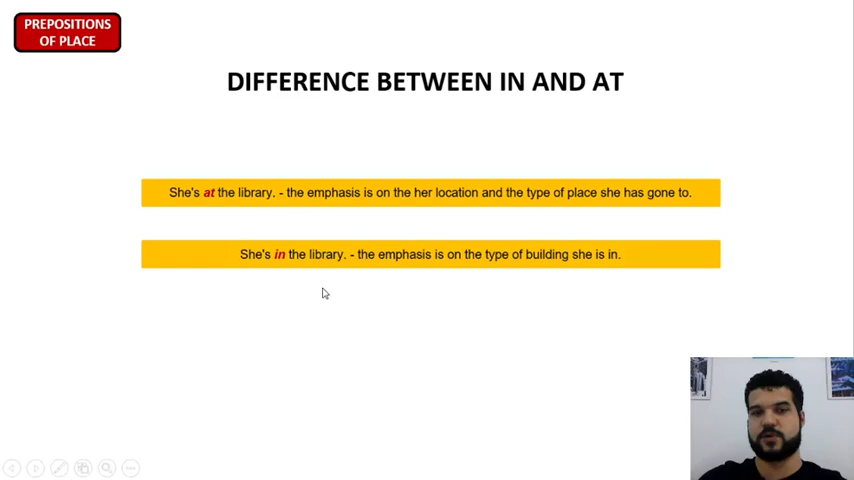 PREPOSITIONS
OF PLACE
DIFFERENCE BETWEEN IN AND AT
She's at the library. - the emphasis is on the her location and the type of place she has gone to.
She's in the library. - the emphasis is on the type of building she is in.